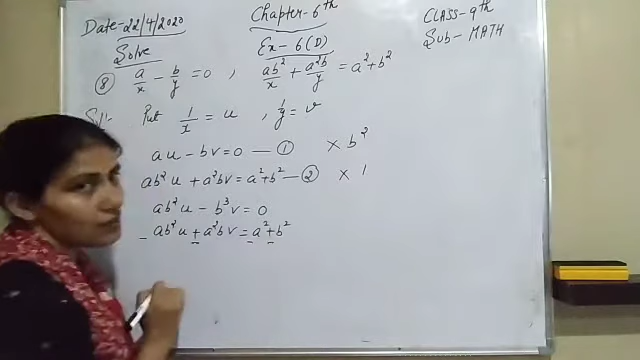 Date-22/4/2020 Chapter-6th CLASS-9th
Solve Ex-6(D) Sub-MATH
⑧ a/x - b/y = 0 , ab²/x + a²b/y = a²+b²
Sol: Put 1/x = u , 1/y = v
au - bv = 0 — ① × b²
ab²u + a²bv = a²+b² — ② × 1
ab²u - b³v = 0
- ab²u + a²bv = a²+b²
- - -